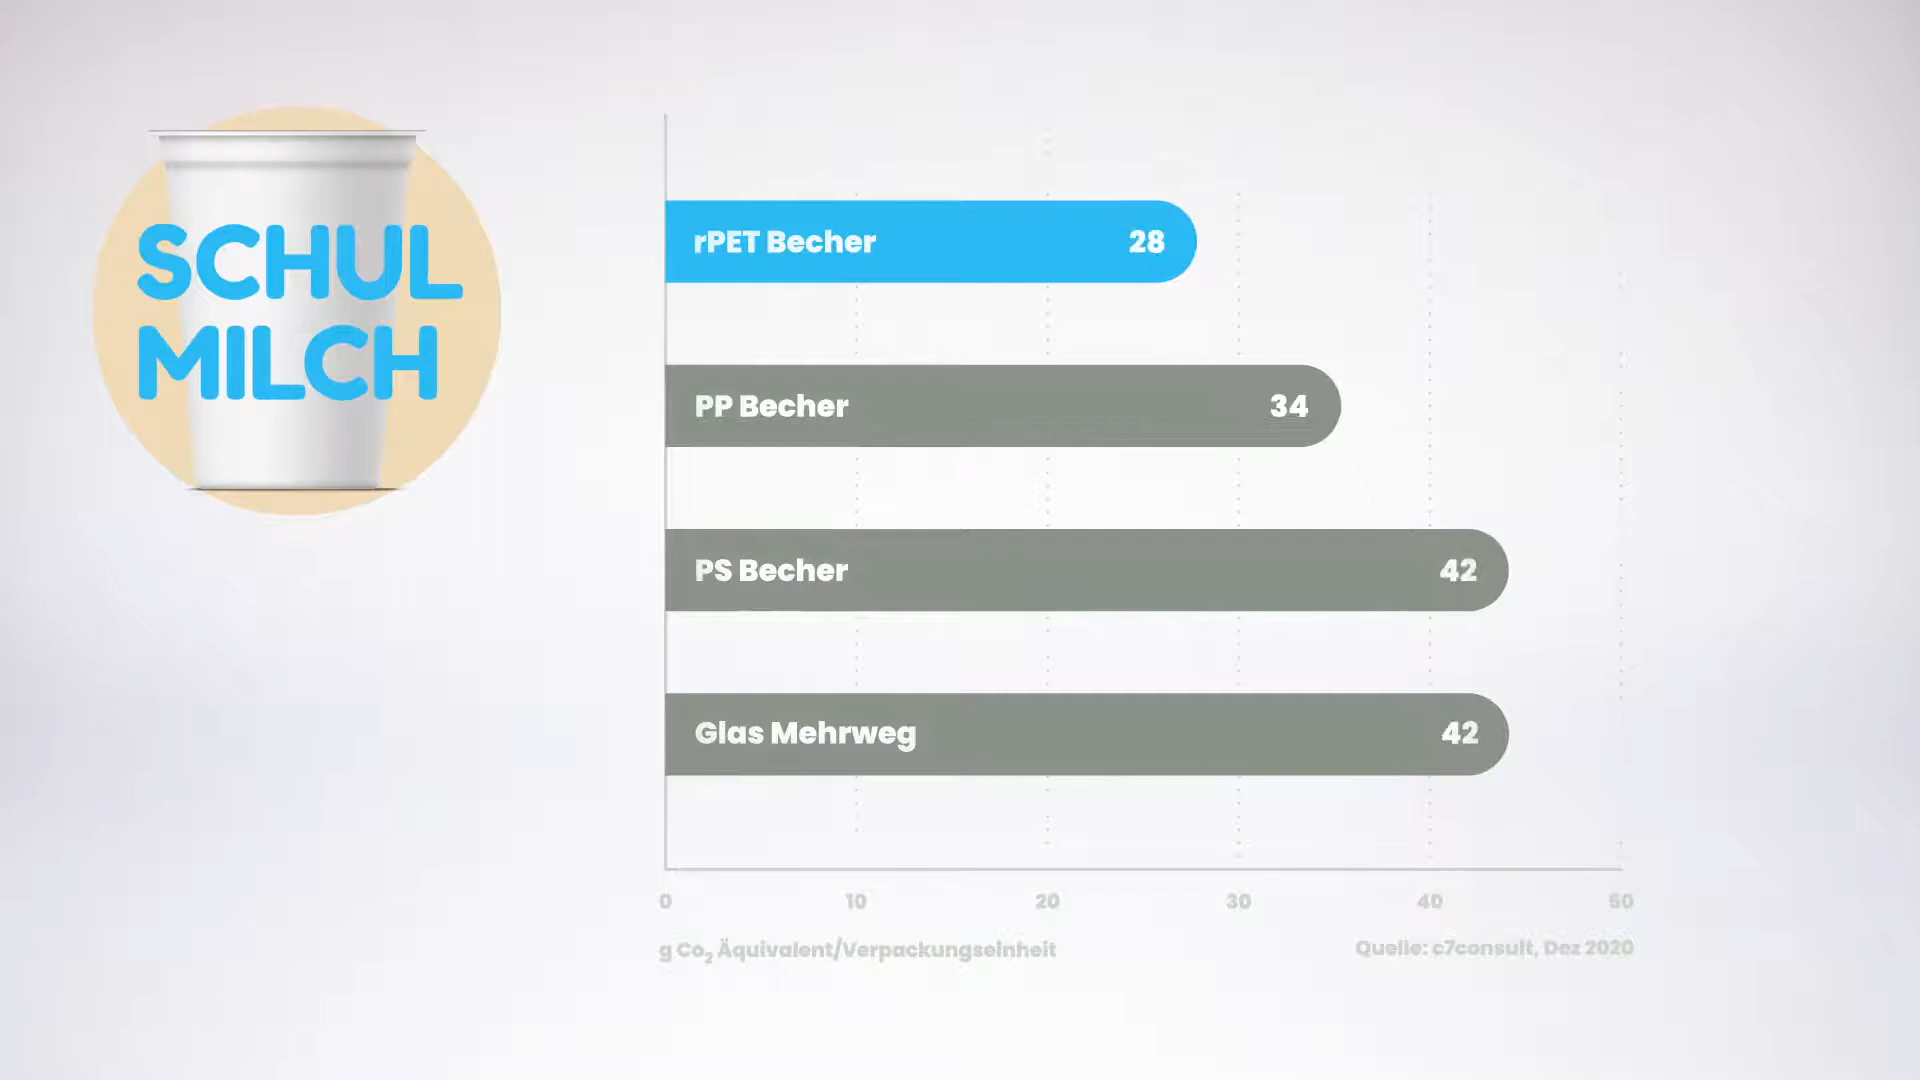 SCHUL
MILCH
rPET Becher 28
PP Becher 34
PS Becher 42
Glas Mehrweg 42
0 10 20 30 40 50
g Co₂ Äquivalent/Verpackungseinheit
Quelle: c7consult, Dez 2020